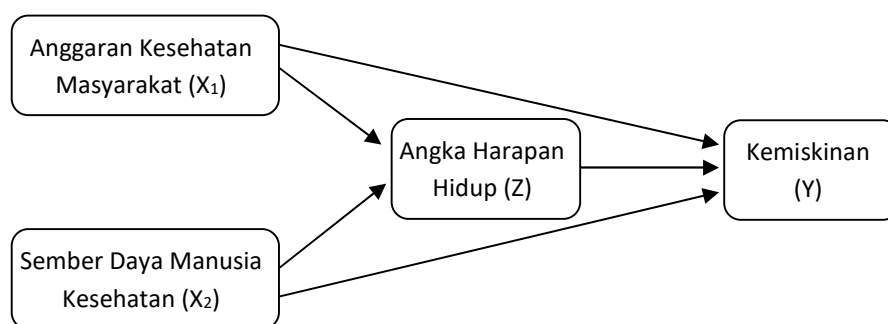 Anggaran Kesehatan
Masyarakat (X₁)
Angka Harapan
Hidup (Z)
Kemiskinan
(Y)
Sember Daya Manusia
Kesehatan (X₂)